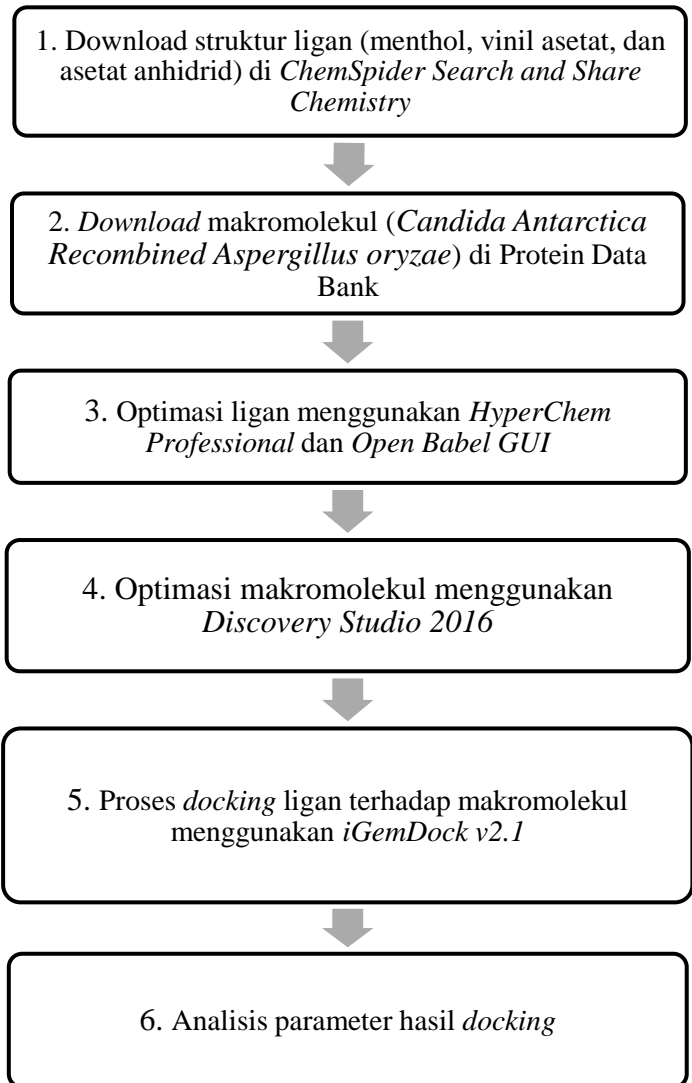 1. Download struktur ligan (menthol, vinil asetat, dan
asetat anhidrid) di ChemSpider Search and Share
Chemistry
2. Download makromolekul (Candida Antarctica
Recombined Aspergillus oryzae) di Protein Data
Bank
3. Optimasi ligan menggunakan HyperChem
Professional dan Open Babel GUI
4. Optimasi makromolekul menggunakan
Discovery Studio 2016
5. Proses docking ligan terhadap makromolekul
menggunakan iGemDock v2.1
6. Analisis parameter hasil docking